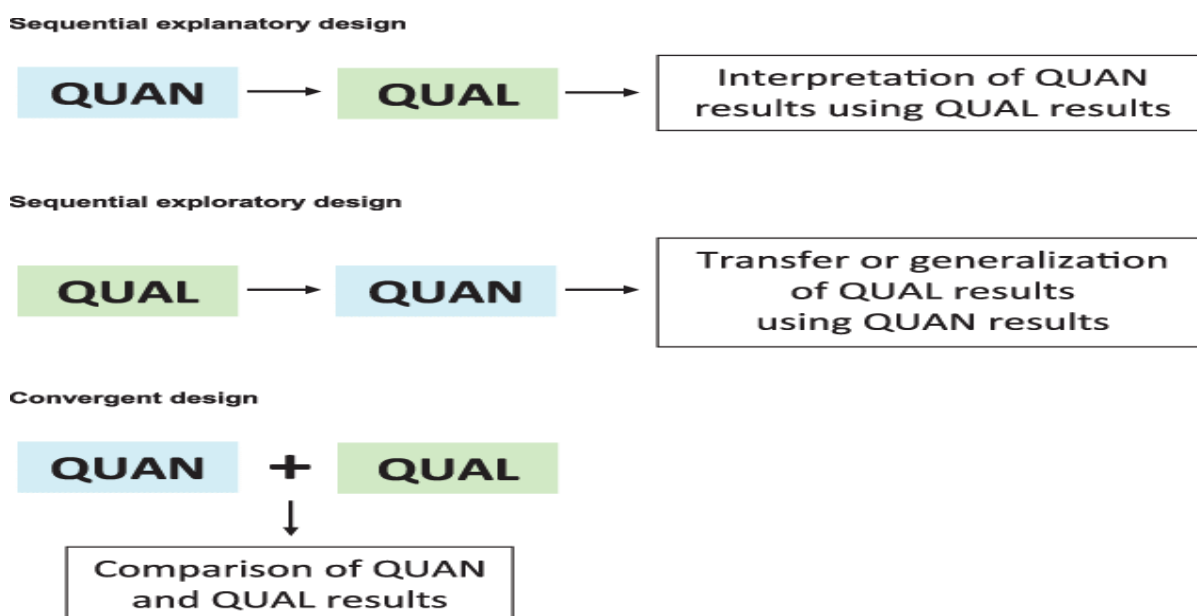 Sequential explanatory design
QUAN
QUAL
Interpretation of QUAN
results using QUAL results
Sequential exploratory design
QUAL
QUAN
Transfer or generalization
of QUAL results
using QUAN results
Convergent design
QUAN + QUAL
Comparison of QUAN
and QUAL results